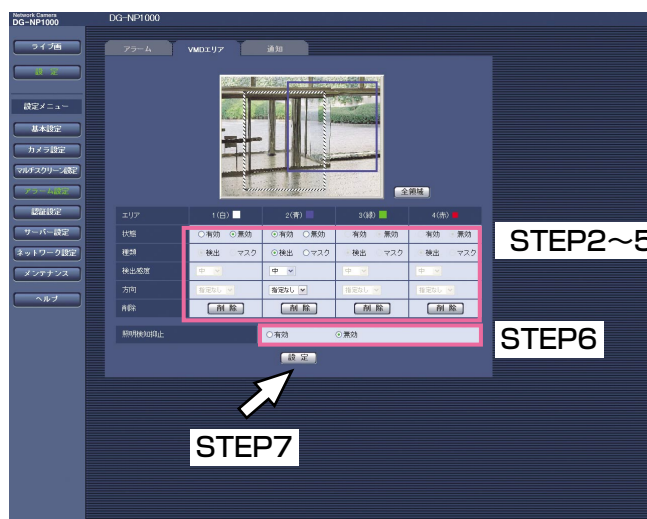 Network Camera
DG-NP1000
DG-NP1000
ライブ画
設 定
アラーム
VMDエリア
通知
設定メニュー
基本設定
カメラ設定
マルチスクリーン設定
アラーム設定
認証設定
サーバー設定
ネットワーク設定
メンテナンス
ヘルプ
全領域
エリア 1(白) 2(青) 3(緑) 4(赤)
状態 有効 無効 有効 無効 有効 無効 有効 無効
種類 検出 マスク 検出 マスク 検出 マスク 検出 マスク
検出感度 中 中 中 中
方向 指定なし 指定なし 指定なし 指定なし
削除 削 除 削 除 削 除 削 除
STEP2～5
照明検知抑止 有効 無効
STEP6
設 定
STEP7